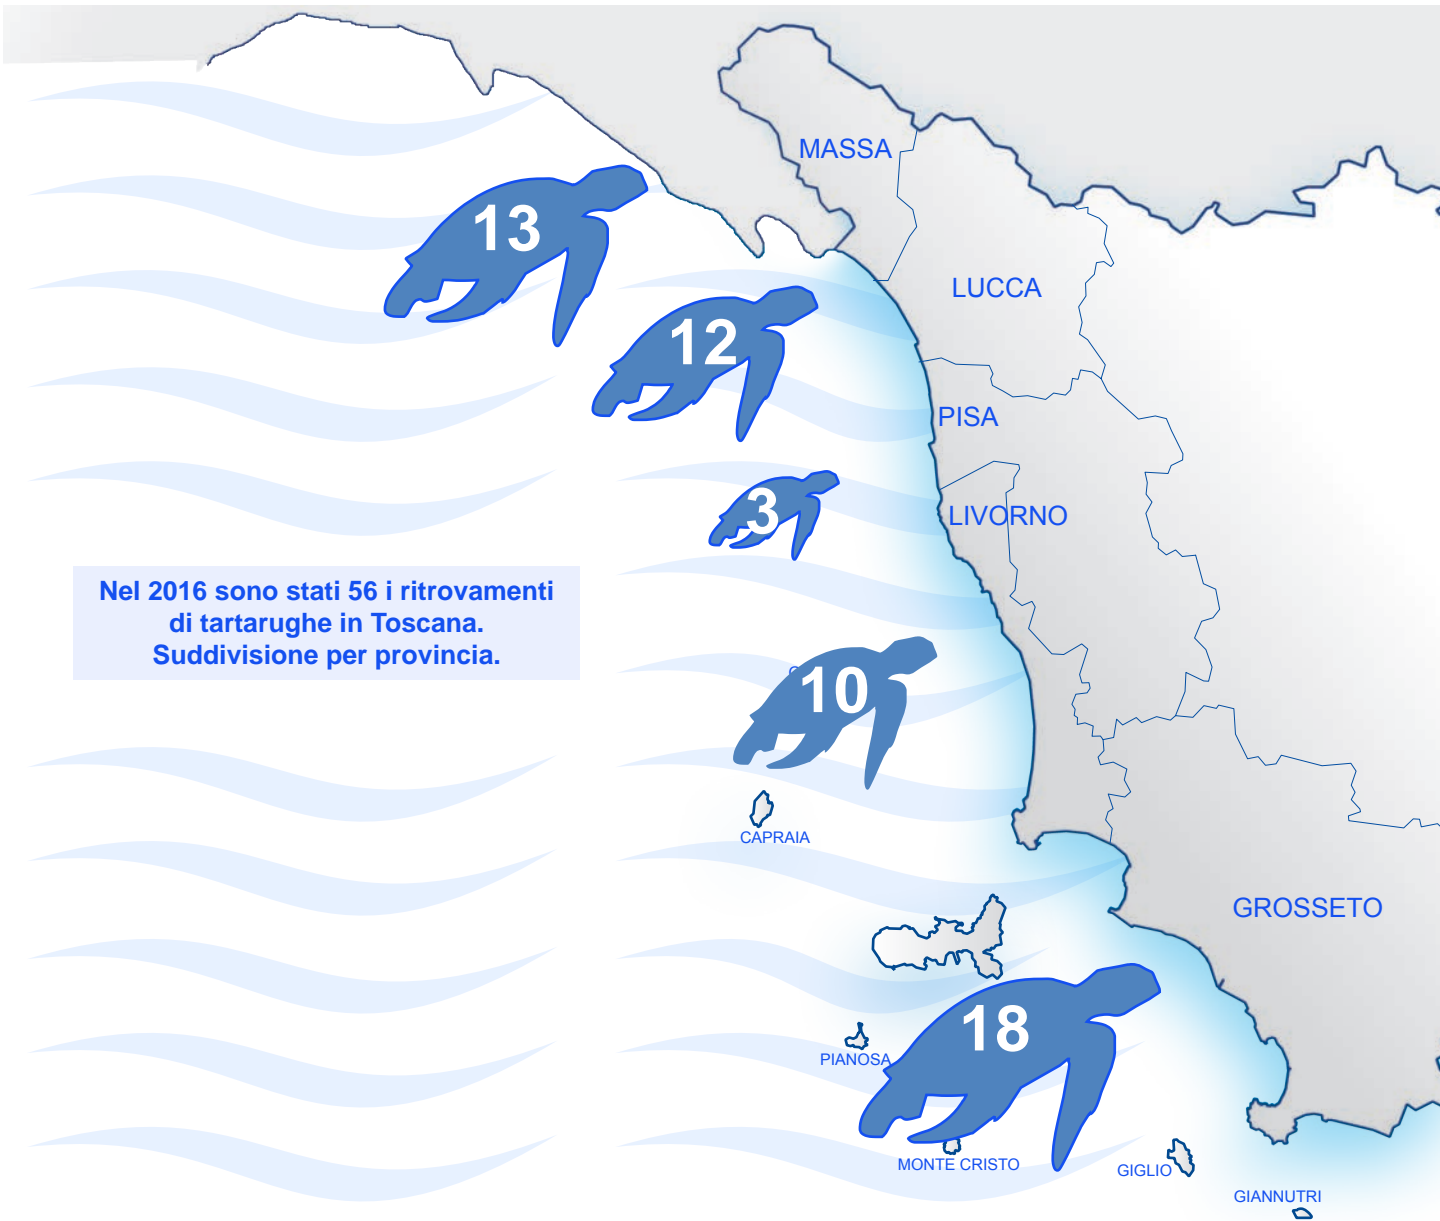 MASSA
13
LUCCA
12
PISA
3
LIVORNO
Nel 2016 sono stati 56 i ritrovamenti
di tartarughe in Toscana.
Suddivisione per provincia.
10
CAPRAIA
GROSSETO
18
PIANOSA
MONTE CRISTO
GIGLIO
GIANNUTRI